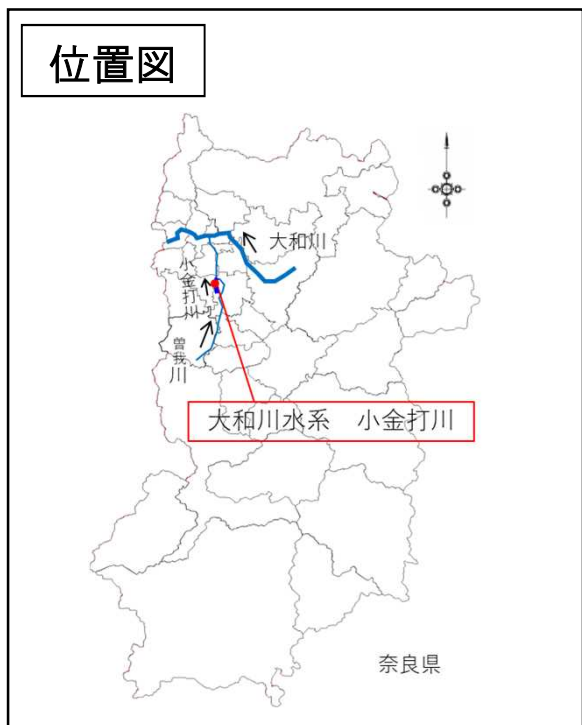 位置図
大和川
小金打川
曽我川
大和川水系　小金打川
奈良県